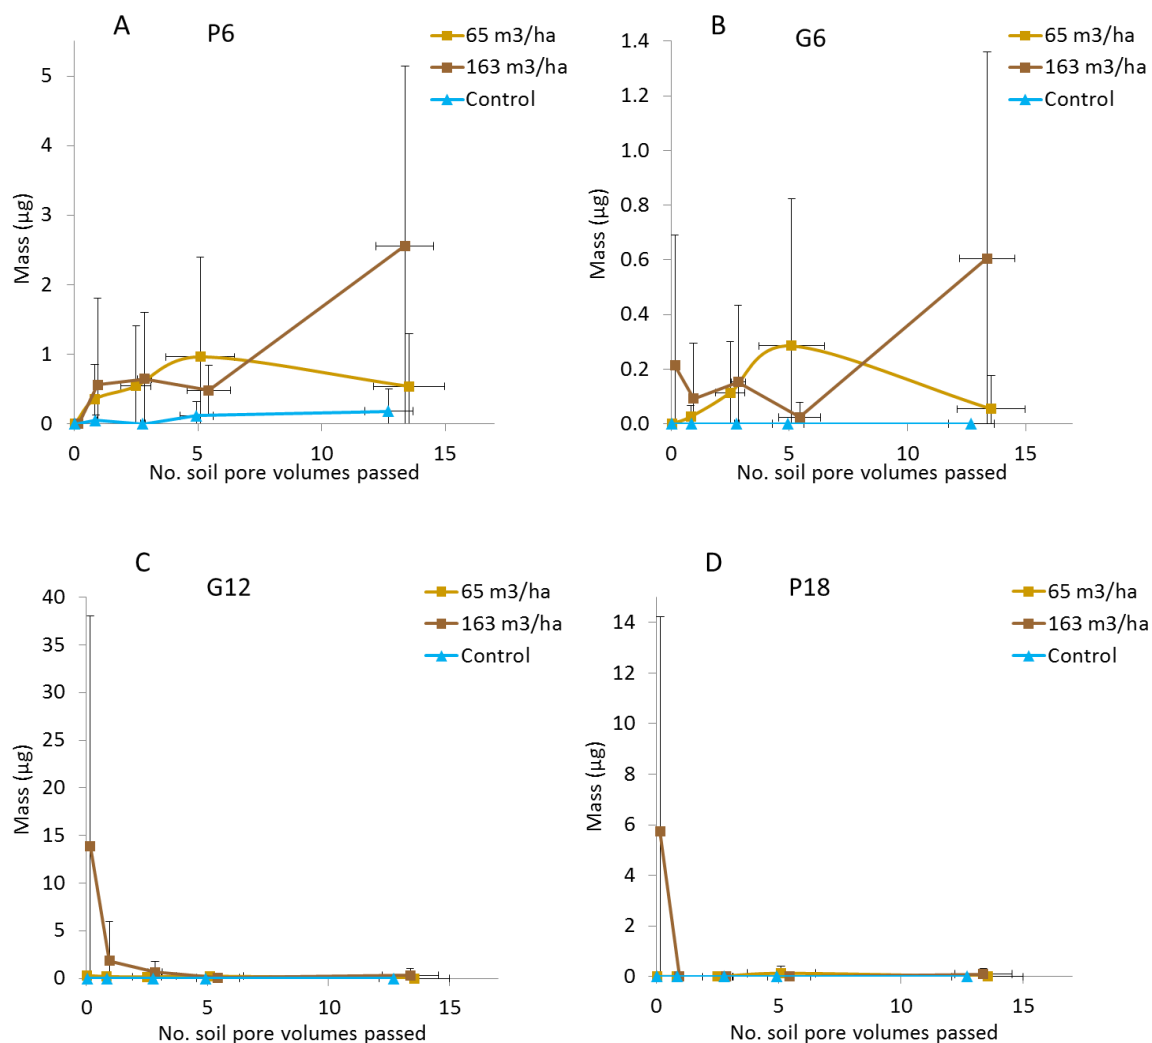 A
P6
65 m3/ha
163 m3/ha
Control
Mass (µg)
5
4
3
2
1
0
0
5
10
15
No. soil pore volumes passed
B
G6
65 m3/ha
163 m3/ha
Control
Mass (µg)
1.4
1.2
1.0
0.8
0.6
0.4
0.2
0.0
0
5
10
15
No. soil pore volumes passed
C
G12
65 m3/ha
163 m3/ha
Control
Mass (µg)
40
35
30
25
20
15
10
5
0
0
5
10
15
No. soil pore volumes passed
D
P18
65 m3/ha
163 m3/ha
Control
Mass (µg)
14
12
10
8
6
4
2
0
0
5
10
15
No. soil pore volumes passed